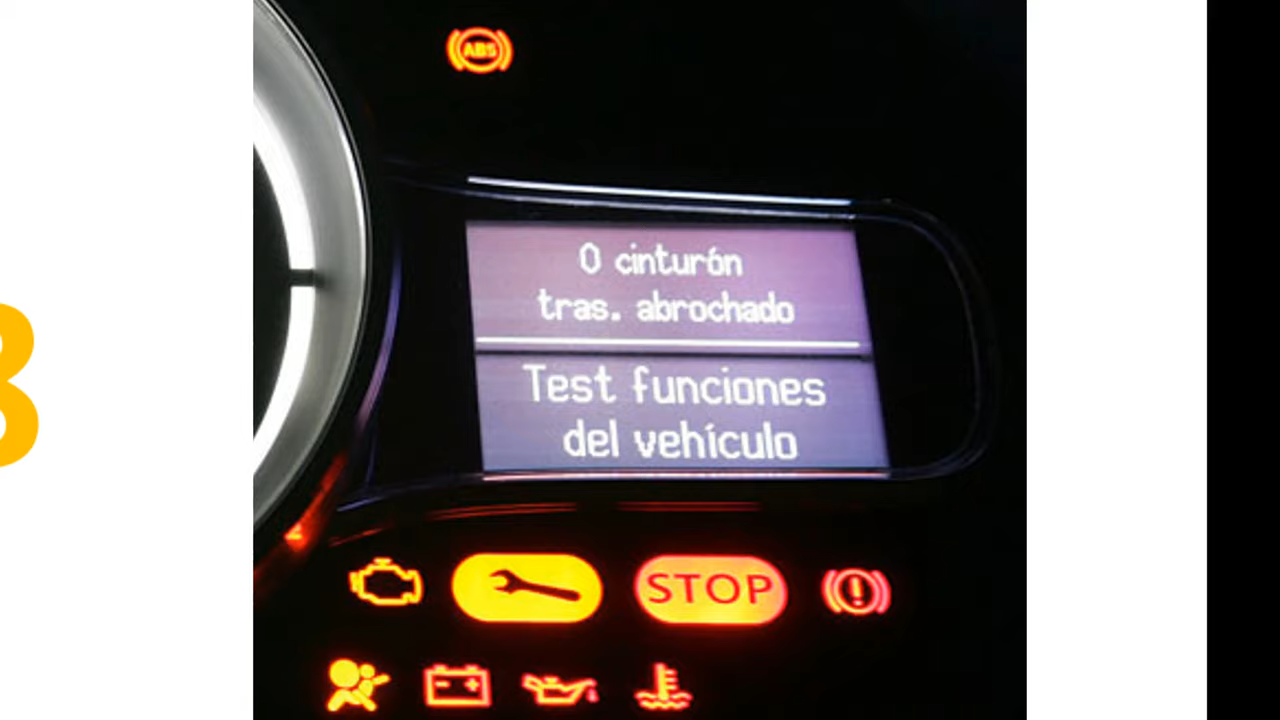 ABS
0 cinturón
tras. abrochado
Test funciones
del vehículo
STOP